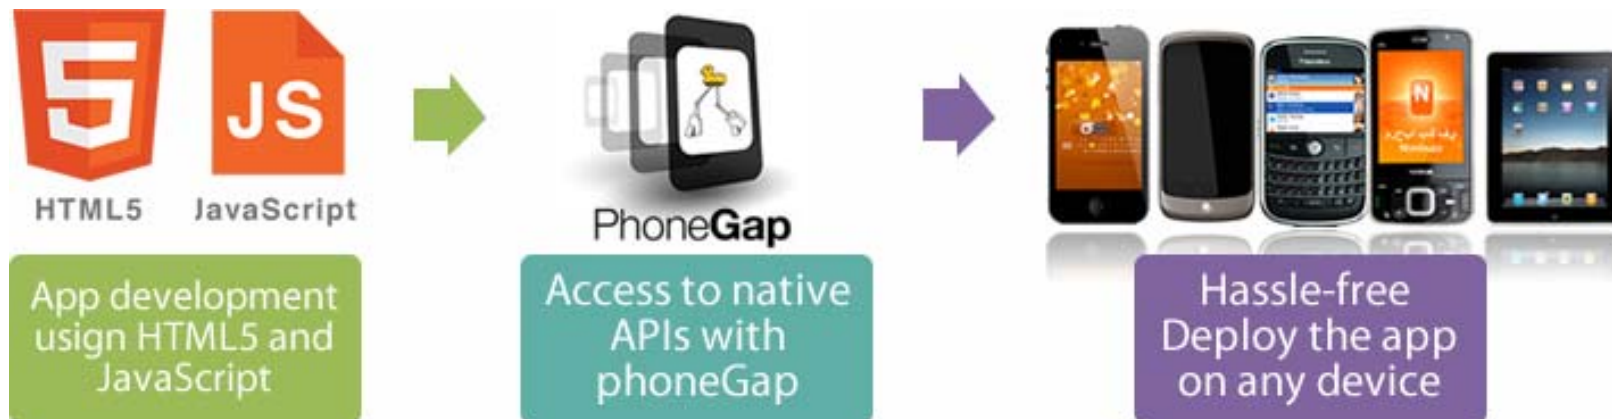 5
HTML5
JS
JavaScript
App development
usign HTML5 and
JavaScript
PhoneGap
Access to native
APIs with
phoneGap
N
Hassle-free
Deploy the app
on any device